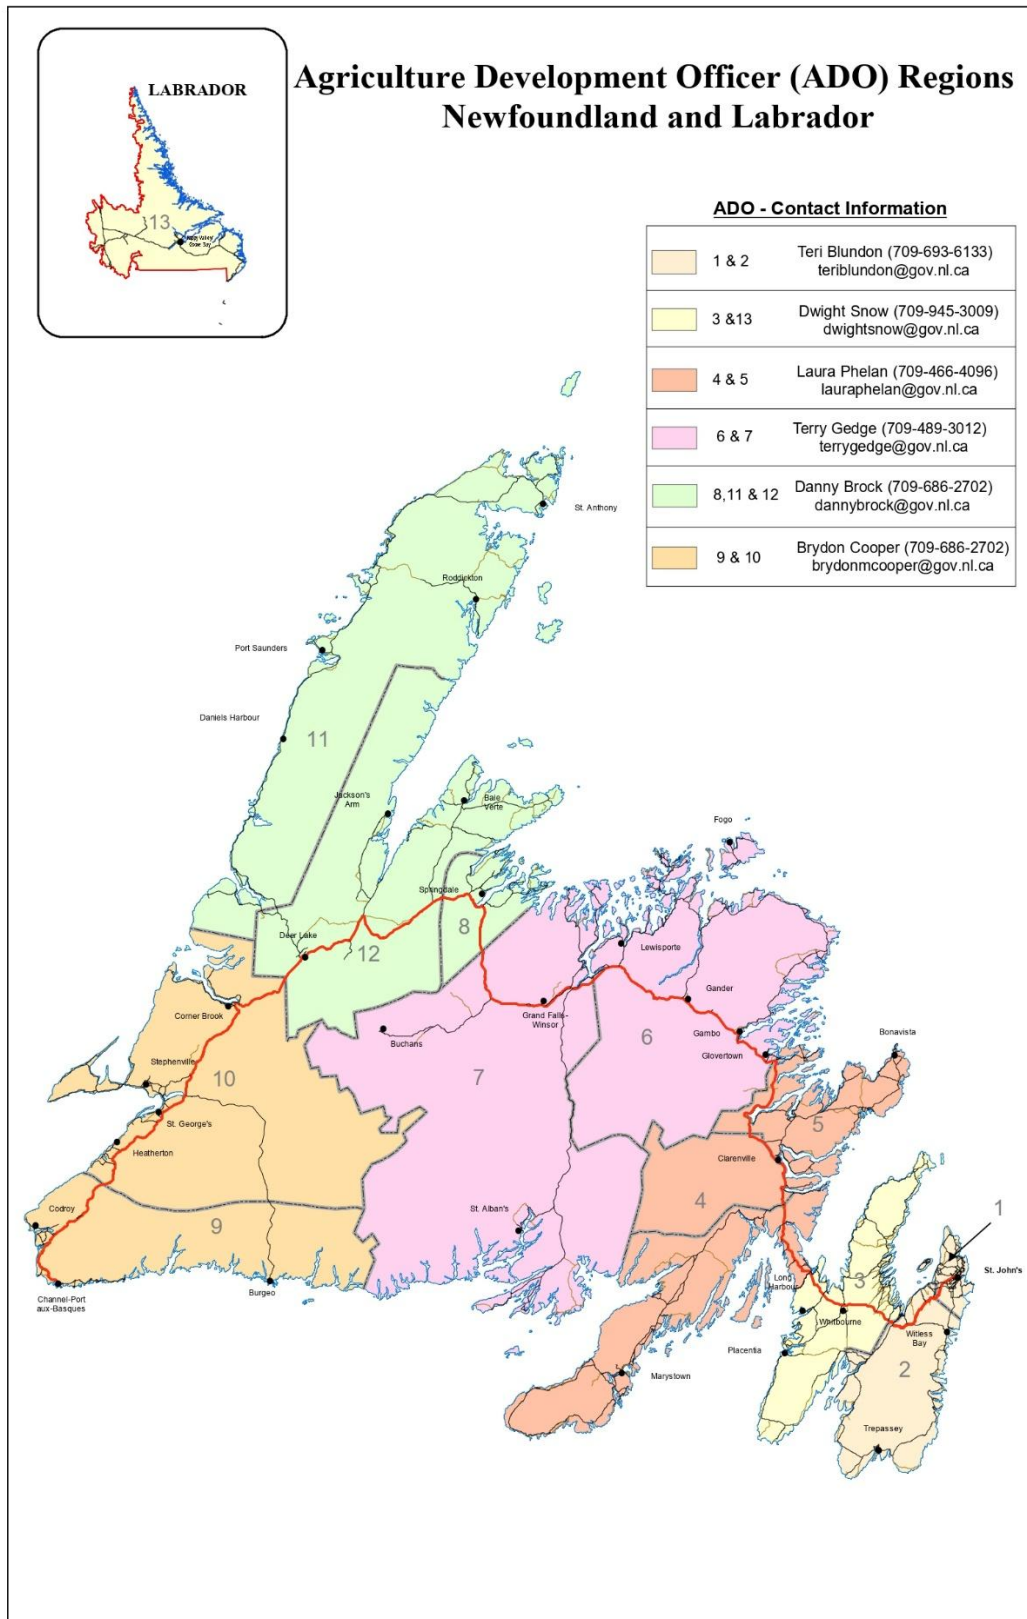 LABRADOR
13
Happy Valley/
Goose Bay
Agriculture Development Officer (ADO) Regions
Newfoundland and Labrador
ADO - Contact Information
1 & 2 Teri Blundon (709-693-6133)
teriblundon@gov.nl.ca
3 &13 Dwight Snow (709-945-3009)
dwightsnow@gov.nl.ca
4 & 5 Laura Phelan (709-466-4096)
lauraphelan@gov.nl.ca
6 & 7 Terry Gedge (709-489-3012)
terrygedge@gov.nl.ca
8,11 & 12 Danny Brock (709-686-2702)
dannybrock@gov.nl.ca
9 & 10 Brydon Cooper (709-686-2702)
brydonmcooper@gov.nl.ca
St. Anthony
Roddickton
Port Saunders
Daniels Harbour
11
Jackson's
Arm
Baie
Verte
Fogo
Springdale
8
Deer Lake
12
Lewisporte
Corner Brook
Gander
Grand Falls-
Winsor
Gambo
Bonavista
Buchans
6
Glovertown
Stephenville
10
7
5
St. George's
Heatherton
Clarenville
4
Codroy
9
St. Alban's
1
St. John's
Channel-Port
aux-Basques
Burgeo
Long
Harbour
3
Whitbourne
Witless
Bay
Placentia
2
Marystown
Trepassey